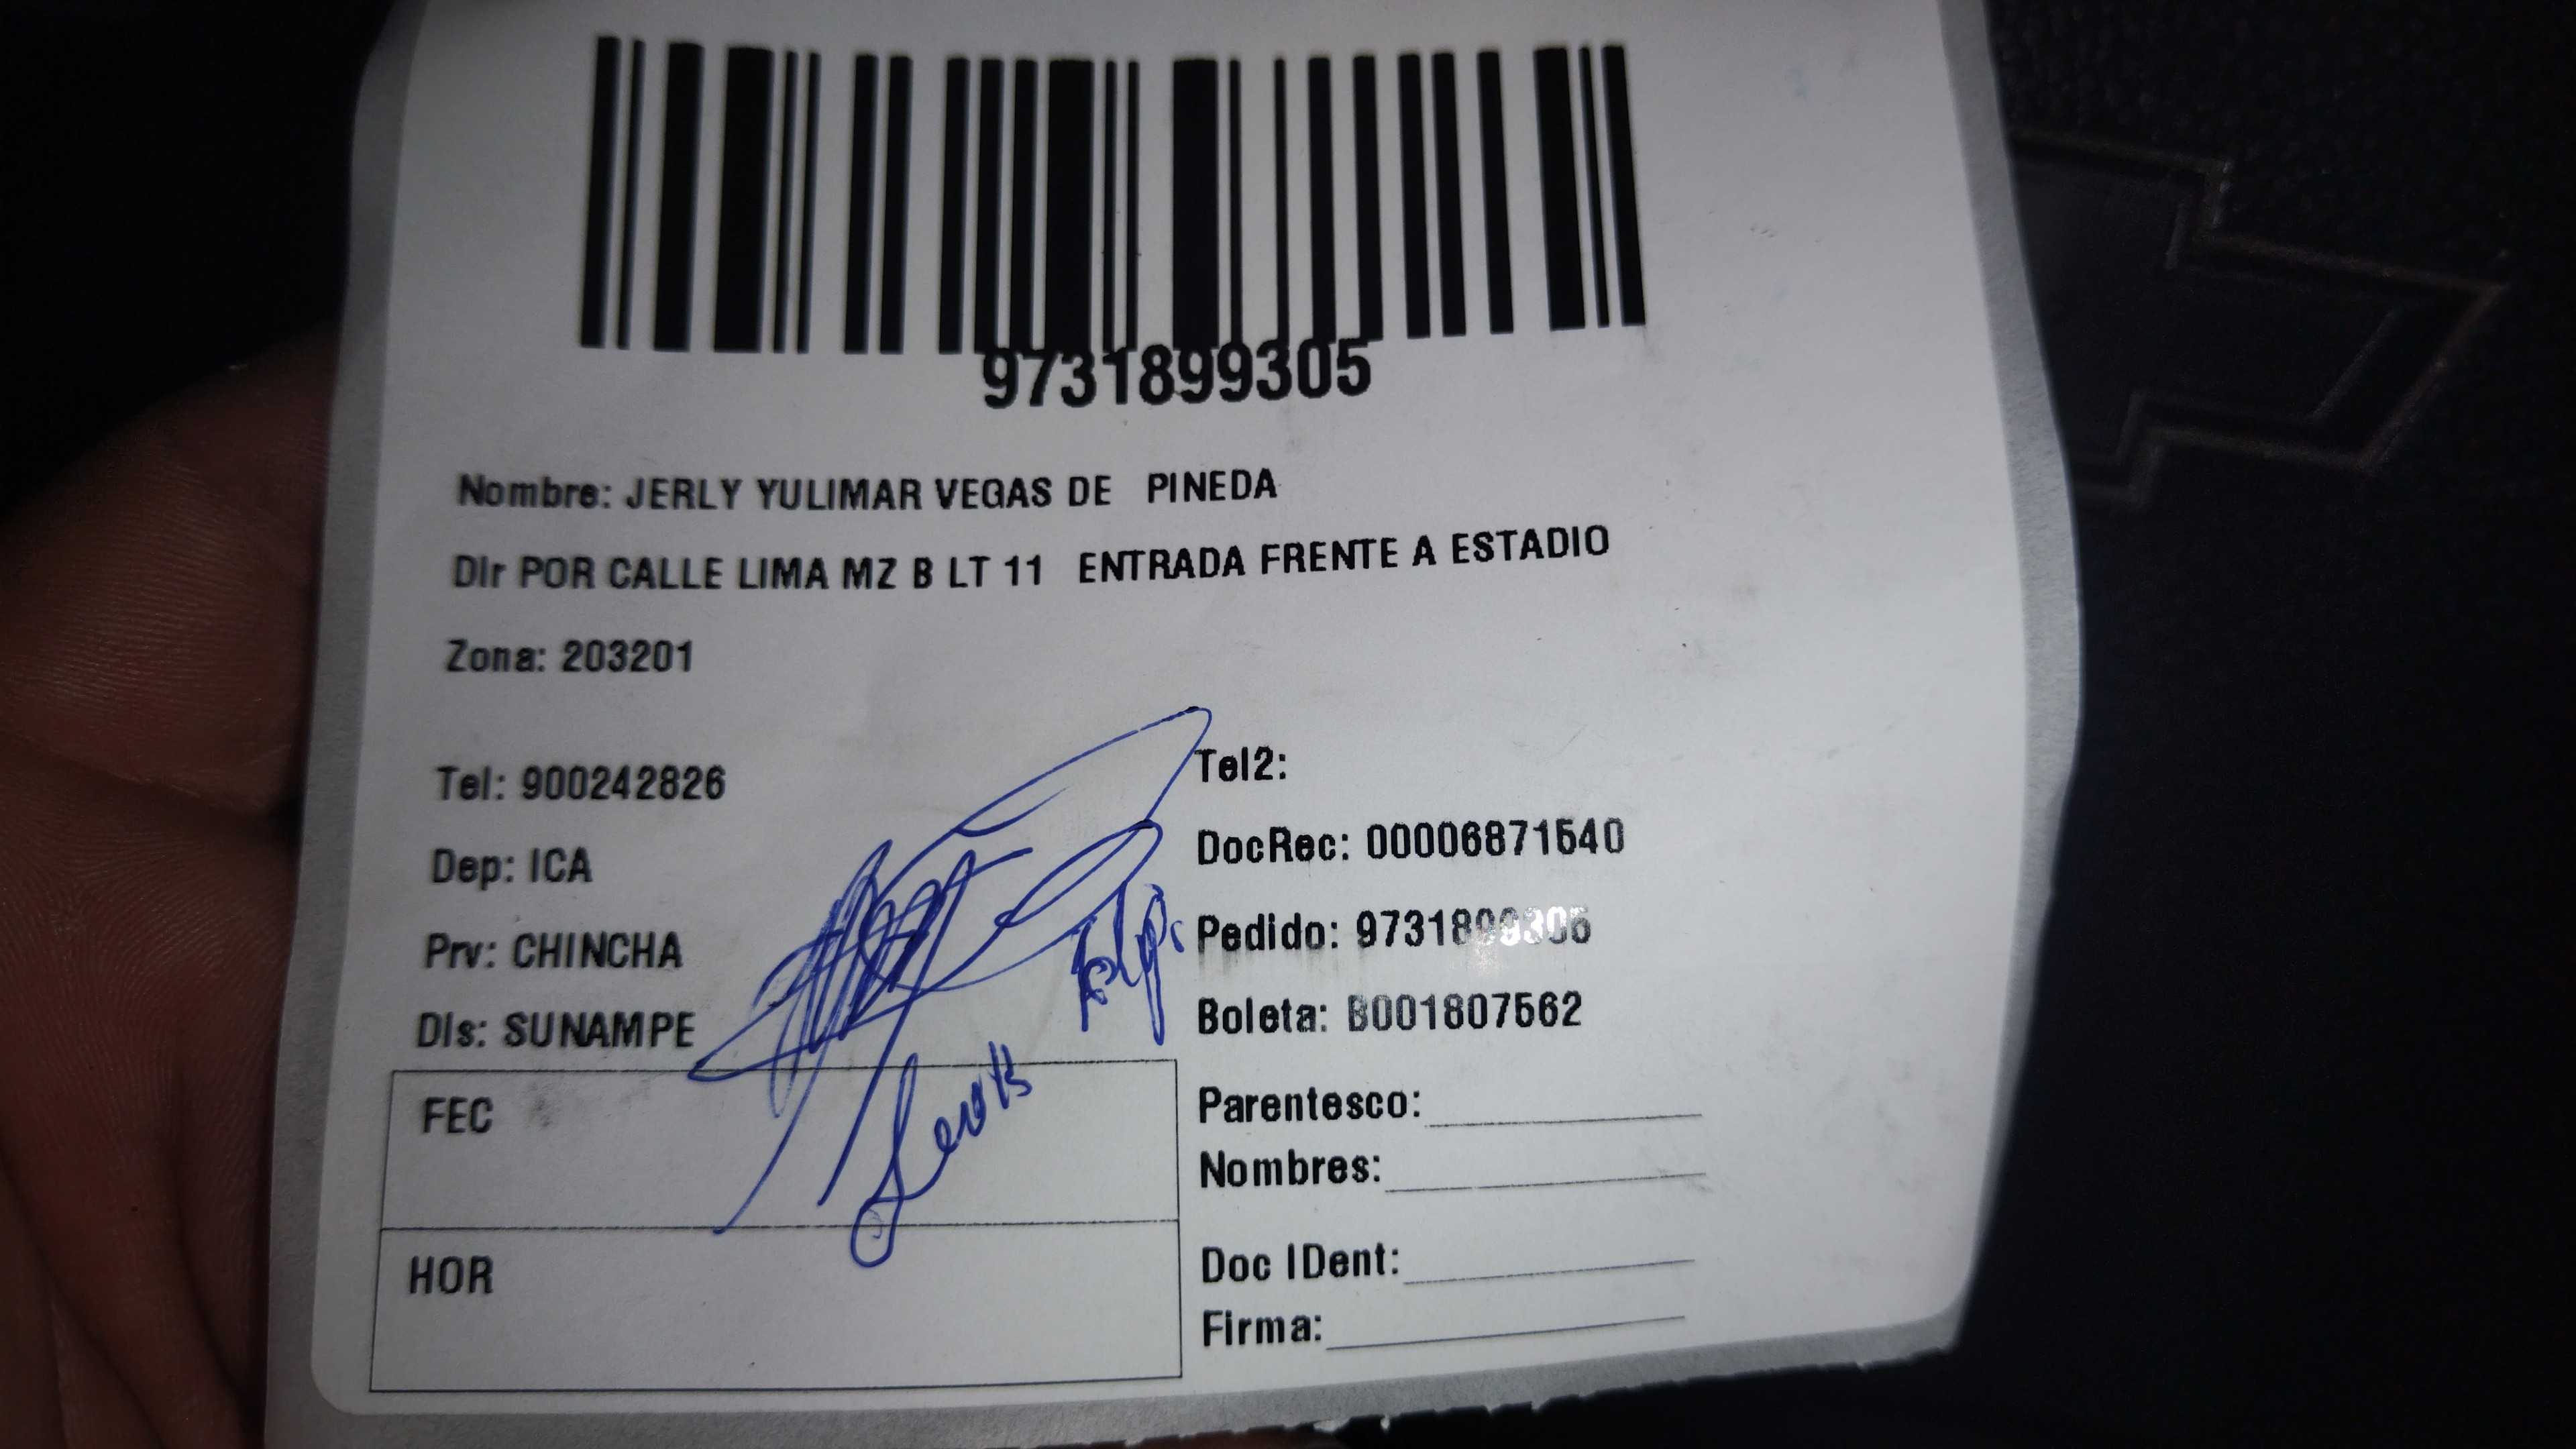 9731899305
Nombre: JERLY YULIMAR VEGAS DE PINEDA
Dir POR CALLE LIMA MZ B LT 11 ENTRADA FRENTE A ESTADIO
Zona: 203201
Tel: 900242826
Tel2:
Dep: ICA
DocRec: 00006871540
Prv: CHINCHA
Pedido: 9731899305
Dis: SUNAMPE
Boleta: B001807562
FEC
Parentesco:
Nombres:
HOR
Doc IDent:
Firma: